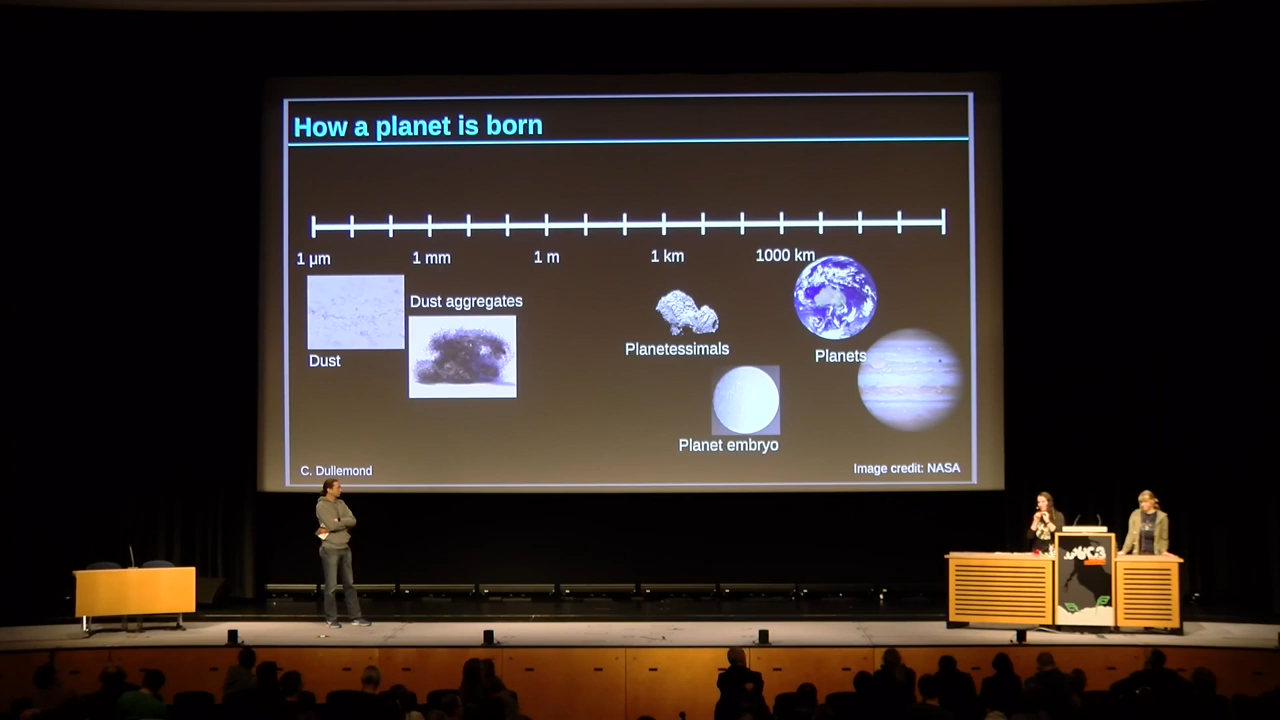 How a planet is born
1 µm 1 mm 1 m 1 km 1000 km
Dust aggregates
Dust
Planetessimals
Planets
Planet embryo
C. Dullemond
Image credit: NASA